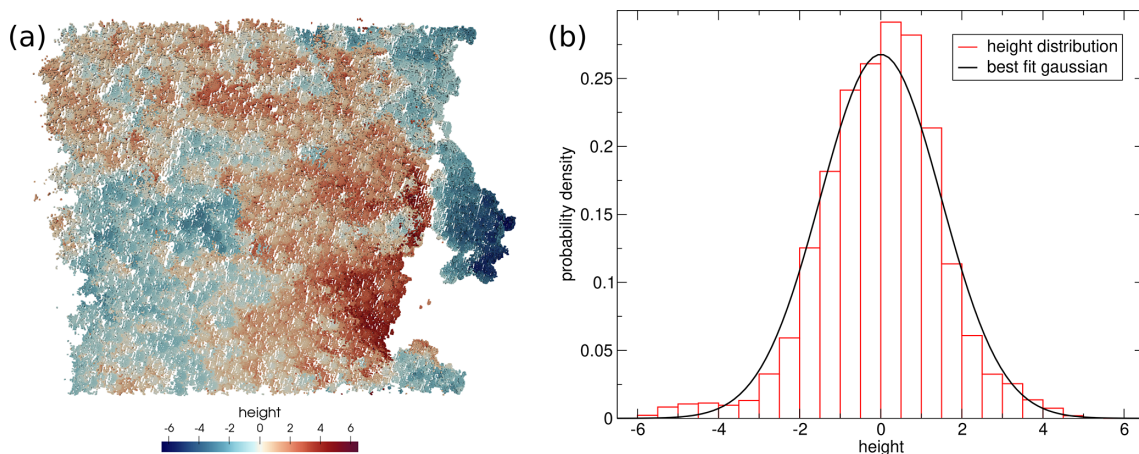 (a)
height
-6 -4 -2 0 2 4 6
(b)
height distribution
best fit gaussian
0.25
0.2
0.15
0.1
0.05
0
probability density
-6 -4 -2 0 2 4 6
height